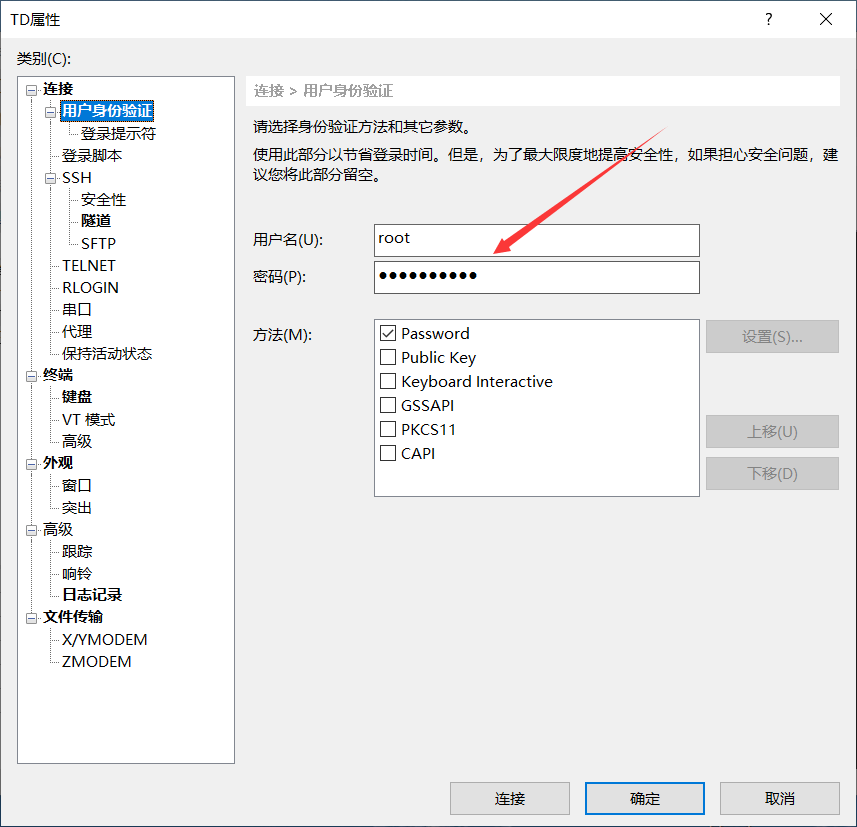 TD属性
?
类别(C):
连接
用户身份验证
登录提示符
登录脚本
SSH
安全性
隧道
SFTP
TELNET
RLOGIN
串口
代理
保持活动状态
终端
键盘
VT 模式
高级
外观
窗口
突出
高级
跟踪
响铃
日志记录
文件传输
X/YMODEM
ZMODEM
连接 > 用户身份验证
请选择身份验证方法和其它参数。
使用此部分以节省登录时间。但是，为了最大限度地提高安全性，如果担心安全问题，建
议您将此部分留空。
用户名(U):
root
密码(P):
●●●●●●●●●●
方法(M):
Password
Public Key
Keyboard Interactive
GSSAPI
PKCS11
CAPI
设置(S)...
上移(U)
下移(D)
连接
确定
取消